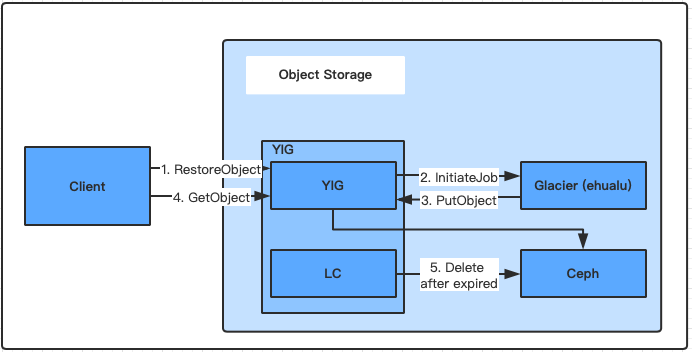 Object Storage
YIG
1. RestoreObject
2. InitiateJob
Client
YIG
Glacier (ehualu)
4. GetObject
3. PutObject
LC
5. Delete
after expired
Ceph